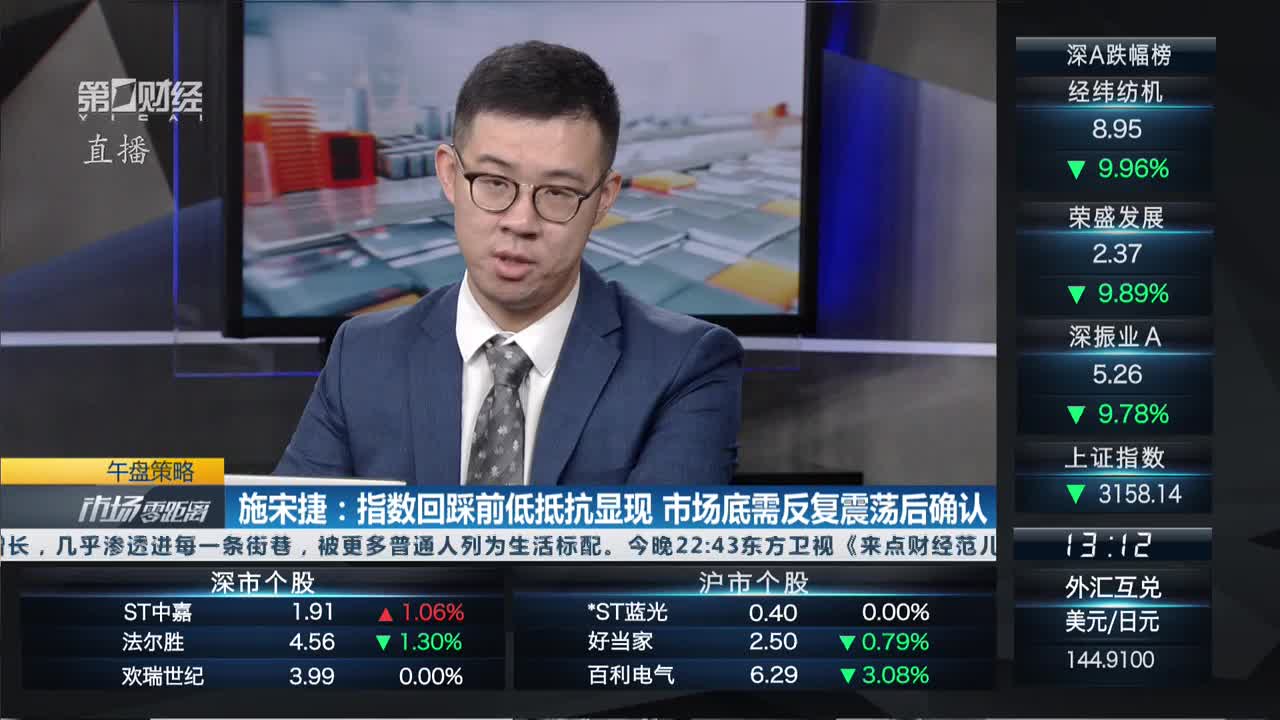 第一财经
YICAI
直播
午盘策略
市场零距离
施宋捷：指数回踩前低抵抗显现 市场底需反复震荡后确认
长，几乎渗透进每一条街巷，被更多普通人列为生活标配。今晚22:43东方卫视《来点财经范儿
深市个股
ST中嘉 1.91 ▲ 1.06%
法尔胜 4.56 ▼ 1.30%
欢瑞世纪 3.99 0.00%
沪市个股
*ST蓝光 0.40 0.00%
好当家 2.50 ▼ 0.79%
百利电气 6.29 ▼ 3.08%
深A跌幅榜
经纬纺机
8.95
▼ 9.96%
荣盛发展
2.37
▼ 9.89%
深振业A
5.26
▼ 9.78%
上证指数
▼ 3158.14
13:12
外汇互兑
美元/日元
144.9100